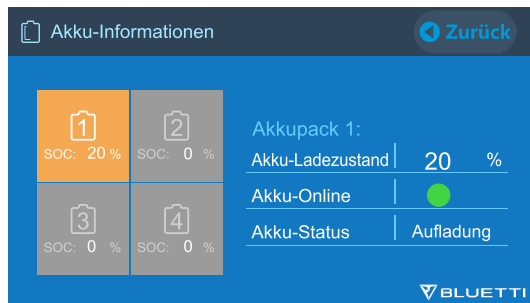 Akku-Informationen
Zurück
1
SOC: 20 %
2
SOC: 0 %
3
SOC: 0 %
4
SOC: 0 %
Akkupack 1:
Akku-Ladezustand 20 %
Akku-Online
Akku-Status Aufladung
BLUETTI